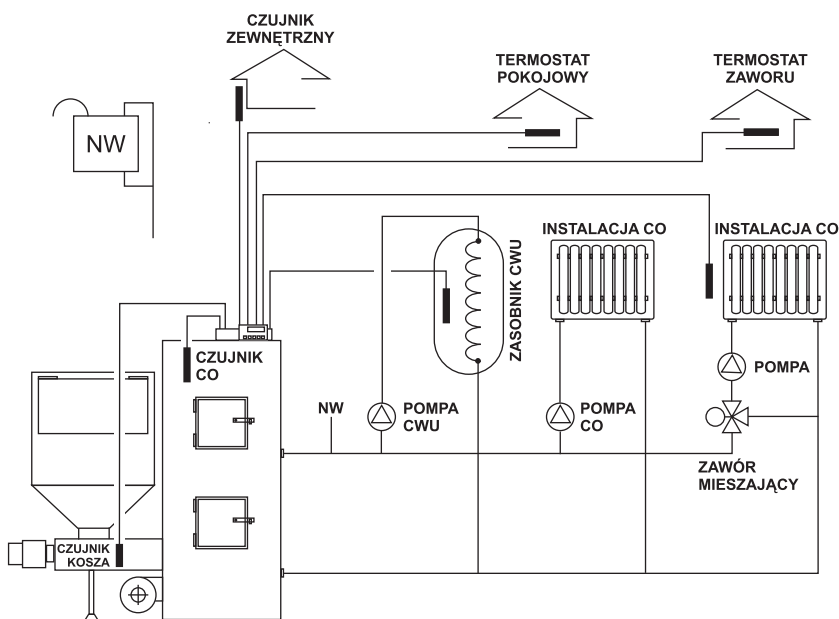 CZUJNIK
ZEWNĘTRZNY
TERMOSTAT
POKOJOWY
TERMOSTAT
ZAWORU
NW
INSTALACJA CO
INSTALACJA CO
ZASOBNIK CWU
CZUJNIK
CO
POMPA
NW
POMPA
CWU
POMPA
CO
ZAWÓR
MIESZAJĄCY
CZUJNIK
KOSZA